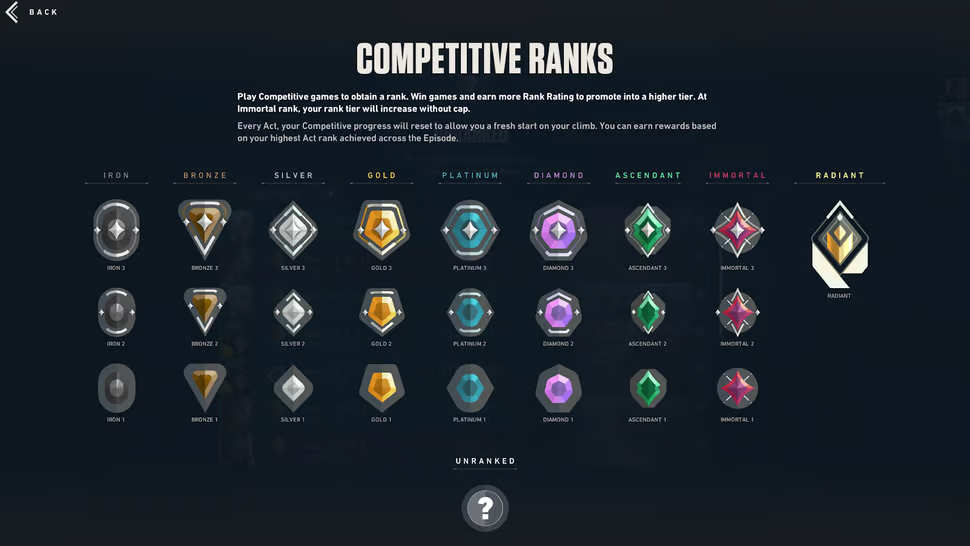 BACK
COMPETITIVE RANKS
Play Competitive games to obtain a rank. Win games and earn more Rank Rating to promote into a higher tier. At
Immortal rank, your rank tier will increase without cap.
Every Act, your Competitive progress will reset to allow you a fresh start on your climb. You can earn rewards based
on your highest Act rank achieved across the Episode.
IRON BRONZE SILVER GOLD PLATINUM DIAMOND ASCENDANT IMMORTAL RADIANT
IRON 3 BRONZE 3 SILVER 3 GOLD 3 PLATINUM 3 DIAMOND 3 ASCENDANT 3 IMMORTAL 3
RADIANT
IRON 2 BRONZE 2 SILVER 2 GOLD 2 PLATINUM 2 DIAMOND 2 ASCENDANT 2 IMMORTAL 2
IRON 1 BRONZE 1 SILVER 1 GOLD 1 PLATINUM 1 DIAMOND 1 ASCENDANT 1 IMMORTAL 1
UNRANKED
?